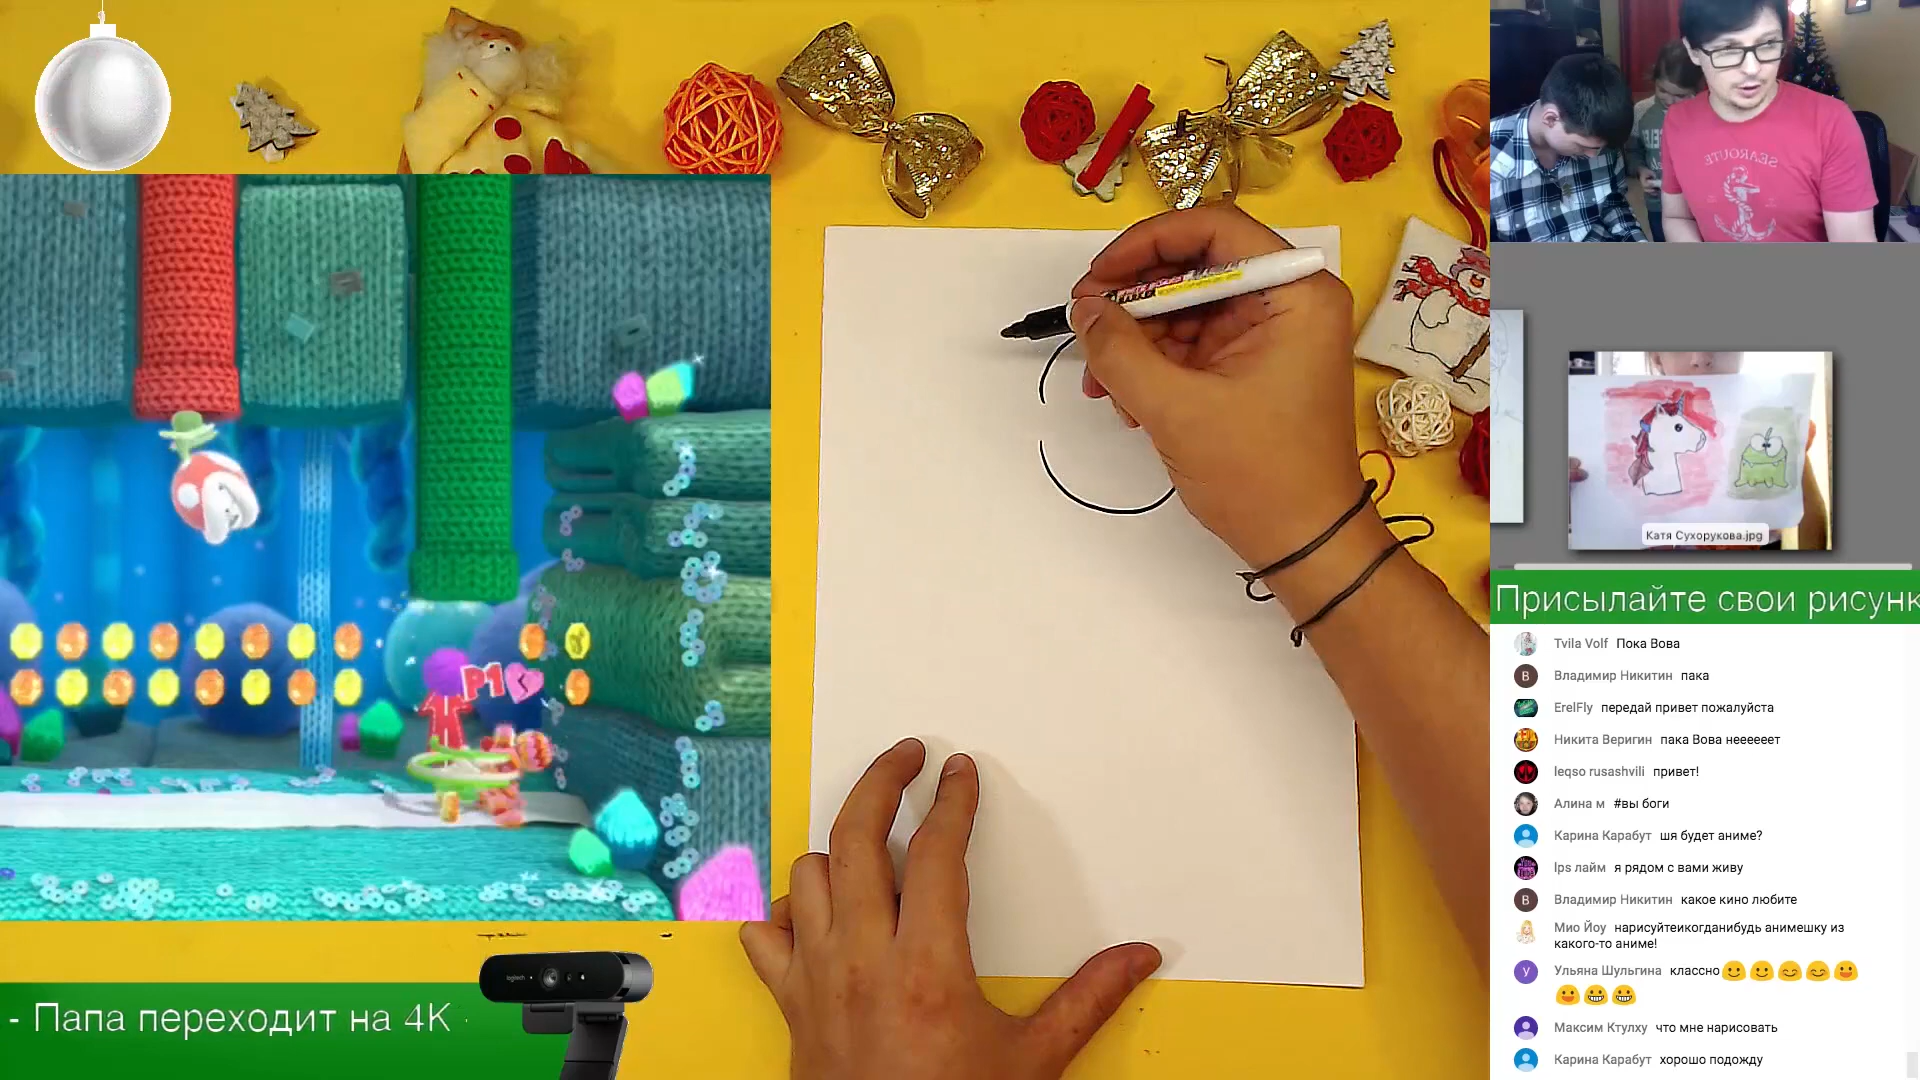 SEAROUTE
P1
Катя Сухорукова.jpg
Присылайте свои рисунк
Tvila Volf Пока Вова
В Владимир Никитин пака
ErelFly передай привет пожалуйста
Никита Веригин пака Вова неееееет
leqso rusashvili привет!
Алина м #вы боги
Карина Карабут шя будет аниме?
lps лайм я рядом с вами живу
В Владимир Никитин какое кино любите
Мио Йоу нарисуйтеикогданибудь анимешку из
какого-то аниме!
У Ульяна Шульгина классно
Максим Ктулху что мне нарисовать
Карина Карабут хорошо подожду
logitech
- Папа переходит на 4K